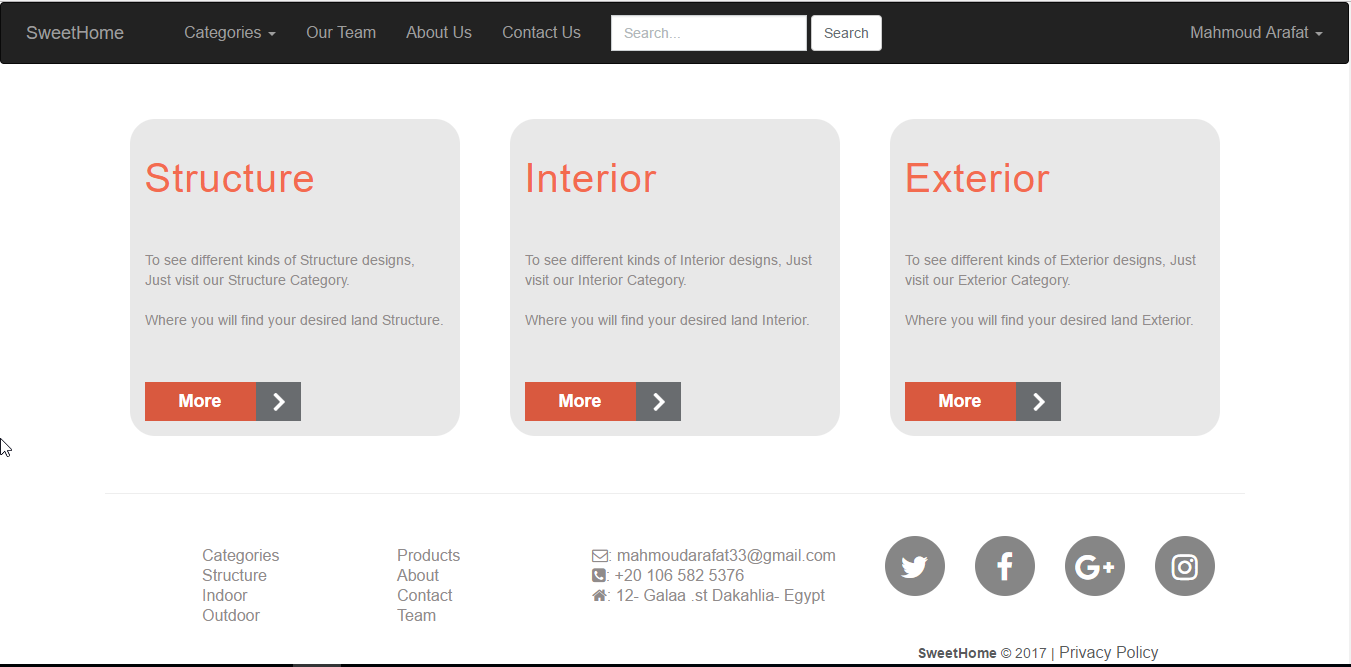 SweetHome Categories Our Team About Us Contact Us Search... Search Mahmoud Arafat
Structure
To see different kinds of Structure designs,
Just visit our Structure Category.
Where you will find your desired land Structure.
More
Interior
To see different kinds of Interior designs, Just
visit our Interior Category.
Where you will find your desired land Interior.
More
Exterior
To see different kinds of Exterior designs, Just
visit our Exterior Category.
Where you will find your desired land Exterior.
More
Categories
Structure
Indoor
Outdoor
Products
About
Contact
Team
: mahmoudarafat33@gmail.com
: +20 106 582 5376
: 12- Galaa .st Dakahlia- Egypt
G+
SweetHome © 2017 | Privacy Policy